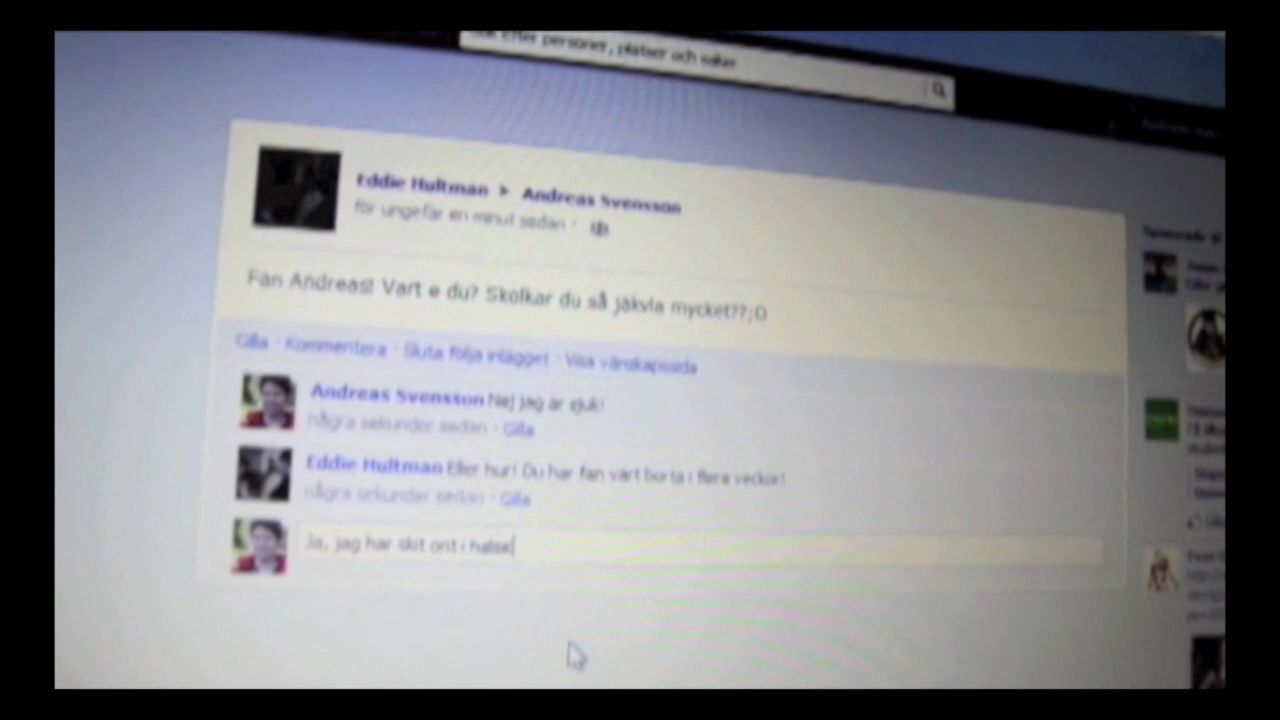 Sök efter personer, platser och saker
Eddie Hultman ▸ Andreas Svensson
för ungefär en minut sedan ·
Fan Andreas! Vart e du? Skolkar du så jäkvla mycket??;O
Gilla · Kommentera · Sluta följa inlägget · Visa vänskapssida
Andreas Svensson Nej jag är sjuk!
några sekunder sedan · Gilla
Eddie Hultman Eller hur! Du har fan vart borta i flera veckor!
några sekunder sedan · Gilla
Ja, jag har skit ont i halse